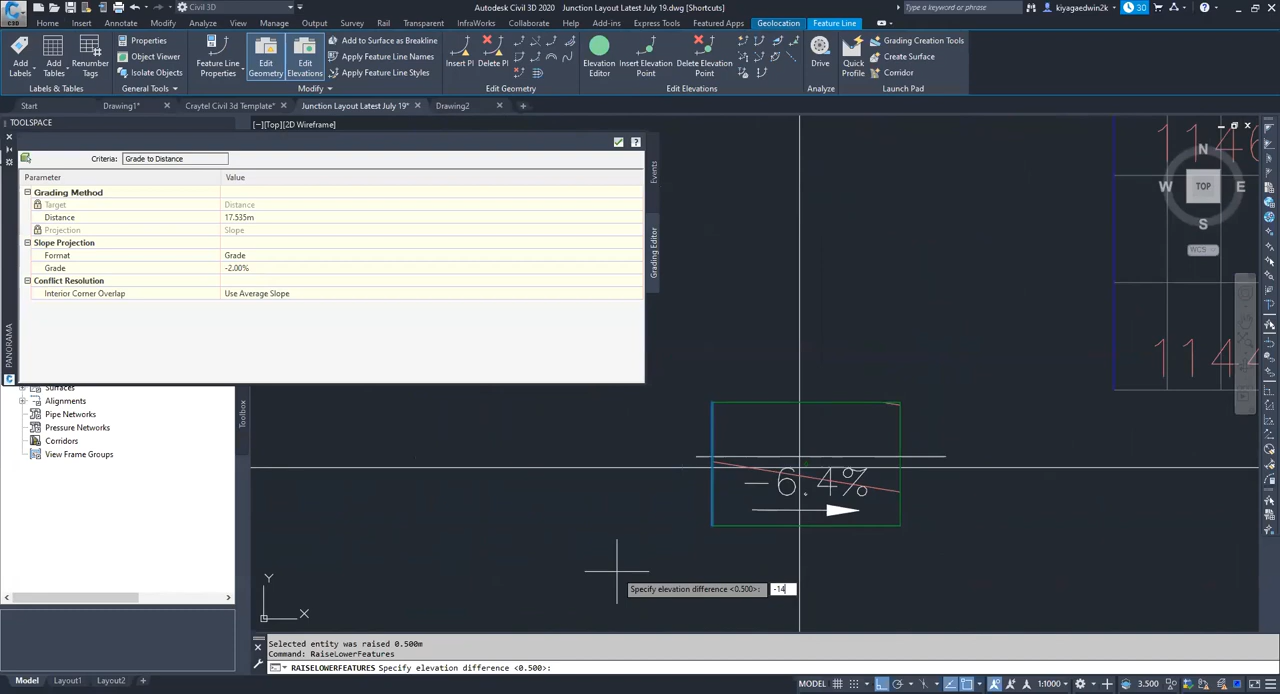 C3D
Civil 3D
Autodesk Civil 3D 2020 Junction Layout Latest July 19.dwg [Shortcuts]
Type a keyword or phrase
kiyagaedwin2k
30
Home Insert Annotate Modify Analyze View Manage Output Survey Rail Transparent InfraWorks Collaborate Help Add-ins Express Tools Featured Apps Geolocation Feature Line
Add Labels
Add Tables
Renumber Tags
Properties
Object Viewer
Isolate Objects
Feature Line Properties
Edit Geometry
Edit Elevations
Add to Surface as Breakline
Apply Feature Line Names
Apply Feature Line Styles
Insert PI
Delete PI
Elevation Editor
Insert Elevation Point
Delete Elevation Point
Drive
Quick Profile
Grading Creation Tools
Create Surface
Corridor
Labels & Tables
General Tools
Modify
Edit Geometry
Edit Elevations
Analyze
Launch Pad
Start Drawing1* Craytel Civil 3d Template* Junction Layout Latest July 19* Drawing2
TOOLSPACE
[−][Top][2D Wireframe]
Criteria: Grade to Distance
Parameter Value
Grading Method
Target Distance
Distance 17.535m
Projection Slope
Slope Projection
Format Grade
Grade -2.00%
Conflict Resolution
Interior Corner Overlap Use Average Slope
Events
Grading Editor
PANORAMA
Toolbox
Surfaces
Alignments
Pipe Networks
Pressure Networks
Corridors
View Frame Groups
N
W TOP E
S
WCS
1146
1144
-6.4%
Y
X
Specify elevation difference <0.500>: -14
Selected entity was raised 0.500m
Command: RaiseLowerFeatures
RAISELOWERFEATURES Specify elevation difference <0.500>:
Model Layout1 Layout2
MODEL 1:1000 3.500